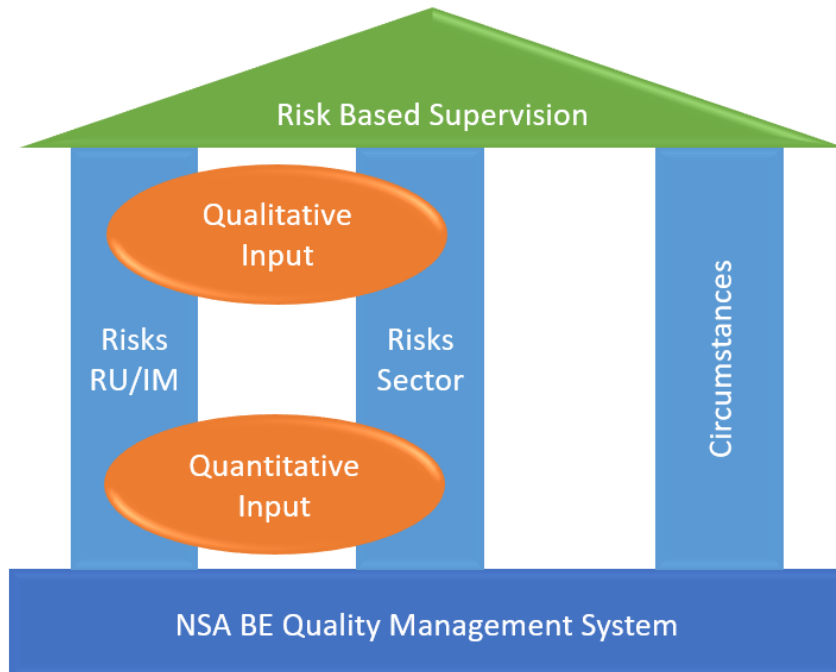 Risk Based Supervision
Qualitative
Input
Risks
RU/IM
Risks
Sector
Circumstances
Quantitative
Input
NSA BE Quality Management System